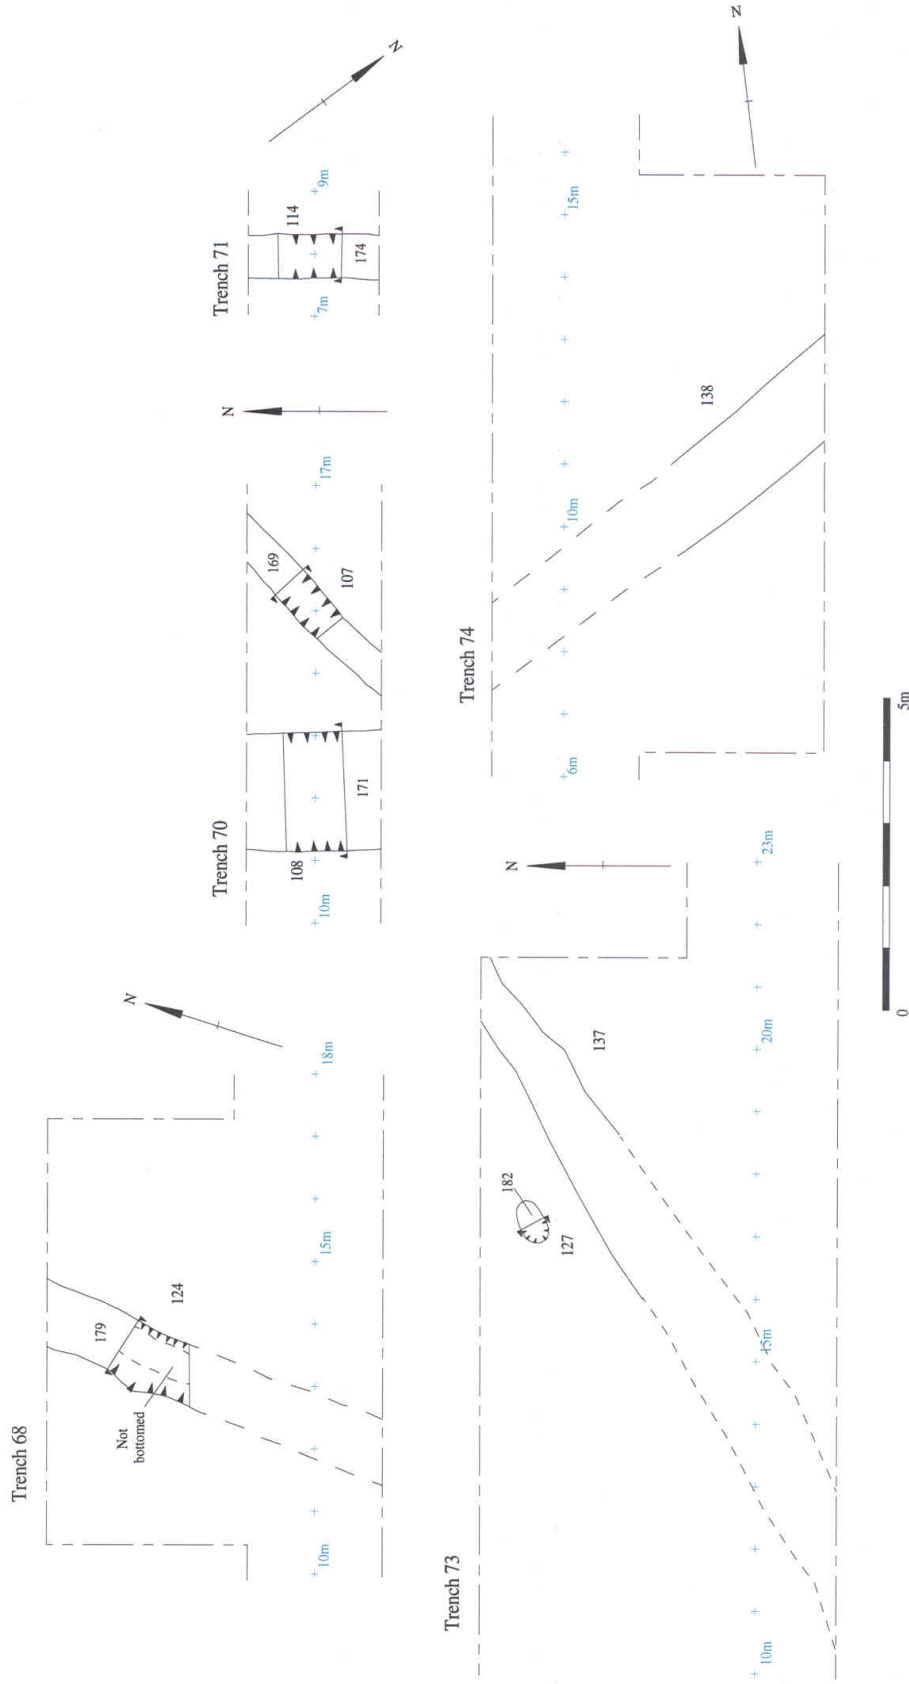 Trench 68
N
179
124
Not
bottomed
10m
15m
18m
Trench 70
N
108
171
169
107
10m
17m
Trench 71
N
114
174
7m
9m
Trench 73
N
182
127
137
10m
15m
20m
23m
Trench 74
N
138
6m
10m
15m
0
5m